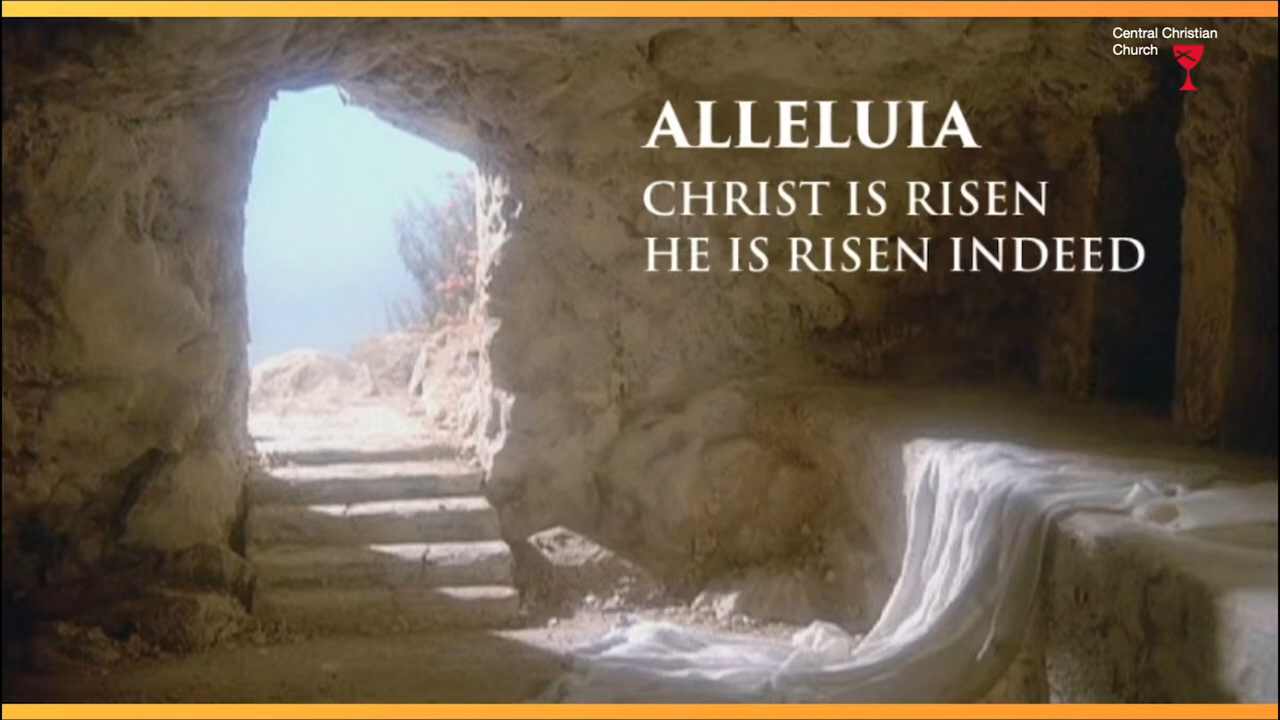 Central Christian
Church
ALLELUIA
CHRIST IS RISEN
HE IS RISEN INDEED